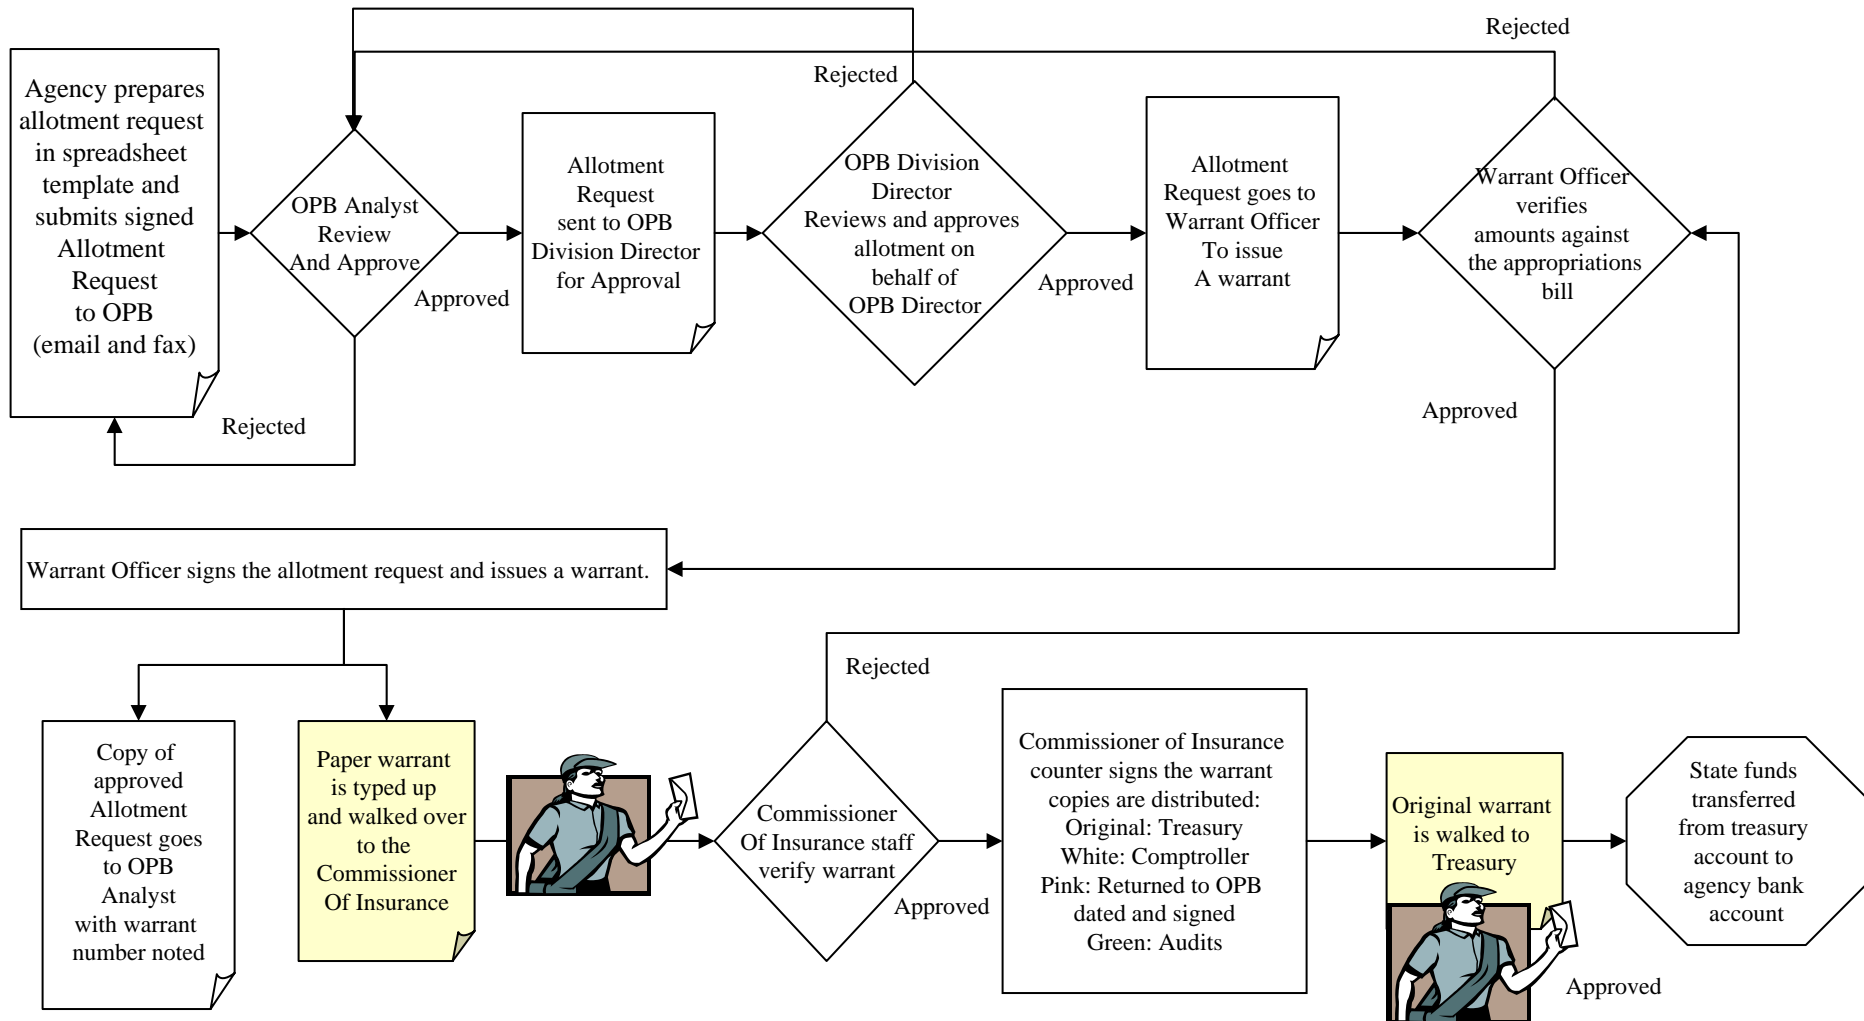 Agency prepares
allotment request
in spreadsheet
template and
submits signed
Allotment
Request
to OPB
(email and fax)
Rejected
OPB Analyst
Review
And Approve
Approved
Allotment
Request
sent to OPB
Division Director
for Approval
Rejected
OPB Division
Director
Reviews and approves
allotment on
behalf of
OPB Director
Approved
Allotment
Request goes to
Warrant Officer
To issue
A warrant
Rejected
Warrant Officer
verifies
amounts against
the appropriations
bill
Approved
Warrant Officer signs the allotment request and issues a warrant.
Copy of
approved
Allotment
Request goes
to OPB
Analyst
with warrant
number noted
Paper warrant
is typed up
and walked over
to the
Commissioner
Of Insurance
Rejected
Commissioner
Of Insurance staff
verify warrant
Approved
Commissioner of Insurance
counter signs the warrant
copies are distributed:
Original: Treasury
White: Comptroller
Pink: Returned to OPB
dated and signed
Green: Audits
Original warrant
is walked to
Treasury
Approved
State funds
transferred
from treasury
account to
agency bank
account